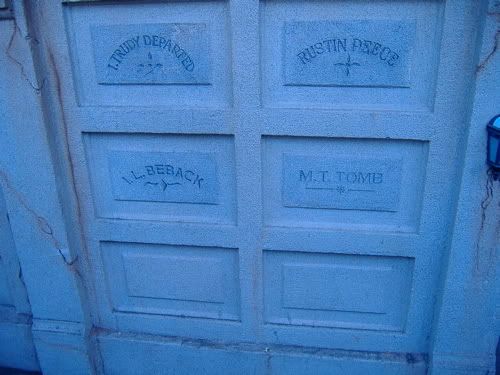 I. TRUDY DEPARTED
RUSTIN PEECE
I. L. BEBACK
M. T. TOMB